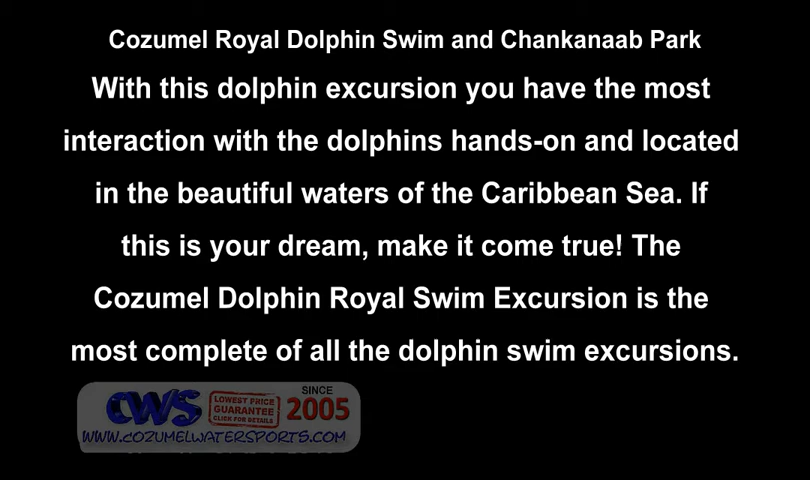 Cozumel Royal Dolphin Swim and Chankanaab Park
With this dolphin excursion you have the most
interaction with the dolphins hands-on and located
in the beautiful waters of the Caribbean Sea. If
this is your dream, make it come true! The
Cozumel Dolphin Royal Swim Excursion is the
most complete of all the dolphin swim excursions.
CWS
LOWEST PRICE
GUARANTEE
CLICK FOR DETAILS
SINCE
2005
WWW.COZUMELWATERSPORTS.COM